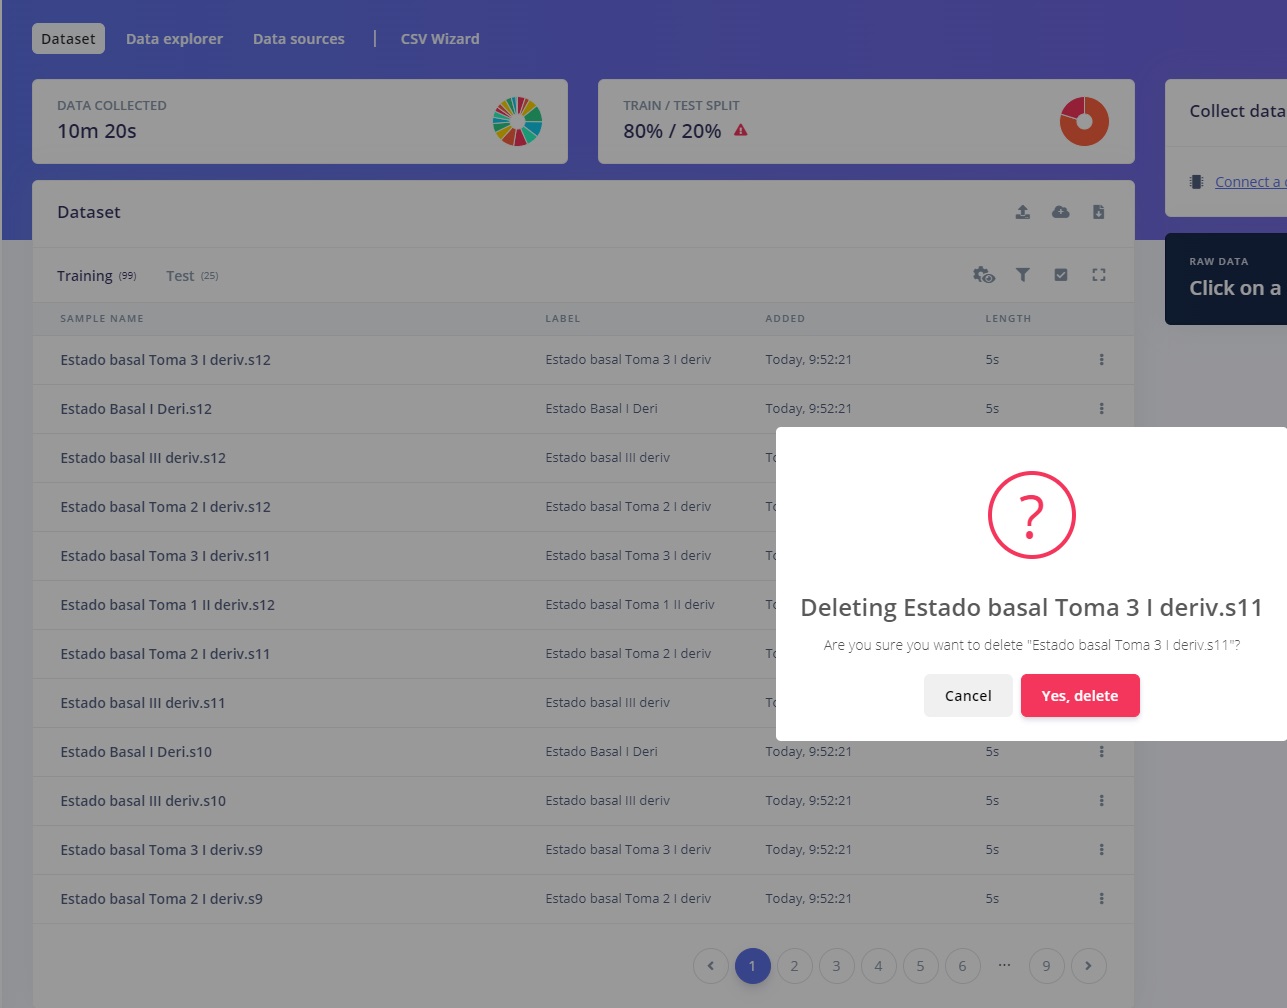 Dataset Data explorer Data sources | CSV Wizard
DATA COLLECTED
10m 20s
TRAIN / TEST SPLIT
80% / 20%
Collect data
Connect a
RAW DATA
Click on a
Dataset
Training (99) Test (25)
SAMPLE NAME LABEL ADDED LENGTH
Estado basal Toma 3 I deriv.s12 Estado basal Toma 3 I deriv Today, 9:52:21 5s
Estado Basal I Deri.s12 Estado Basal I Deri Today, 9:52:21 5s
Estado basal III deriv.s12 Estado basal III deriv
Estado basal Toma 2 I deriv.s12 Estado basal Toma 2 I deriv
Estado basal Toma 3 I deriv.s11 Estado basal Toma 3 I deriv
Estado basal Toma 1 II deriv.s12 Estado basal Toma 1 II deriv
Estado basal Toma 2 I deriv.s11 Estado basal Toma 2 I deriv
Estado basal III deriv.s11 Estado basal III deriv
Estado Basal I Deri.s10 Estado Basal I Deri Today, 9:52:21 5s
Estado basal III deriv.s10 Estado basal III deriv Today, 9:52:21 5s
Estado basal Toma 3 I deriv.s9 Estado basal Toma 3 I deriv Today, 9:52:21 5s
Estado basal Toma 2 I deriv.s9 Estado basal Toma 2 I deriv Today, 9:52:21 5s
1 2 3 4 5 6 ... 9
?
Deleting Estado basal Toma 3 I deriv.s11
Are you sure you want to delete "Estado basal Toma 3 I deriv.s11"?
Cancel Yes, delete